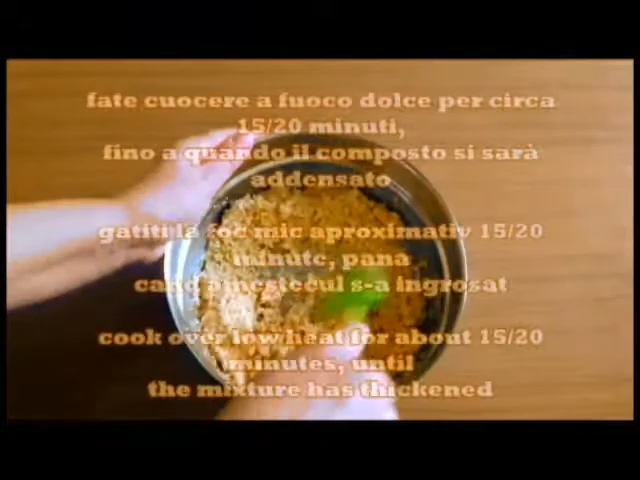 fate cuocere a fuoco dolce per circa
15/20 minuti,
fino a quando il composto si sarà
addensato
gatiti la foc mic aproximativ 15/20
minute, pana
cand amestecul s-a ingrosat
cook over low heat for about 15/20
minutes, until
the mixture has thickened